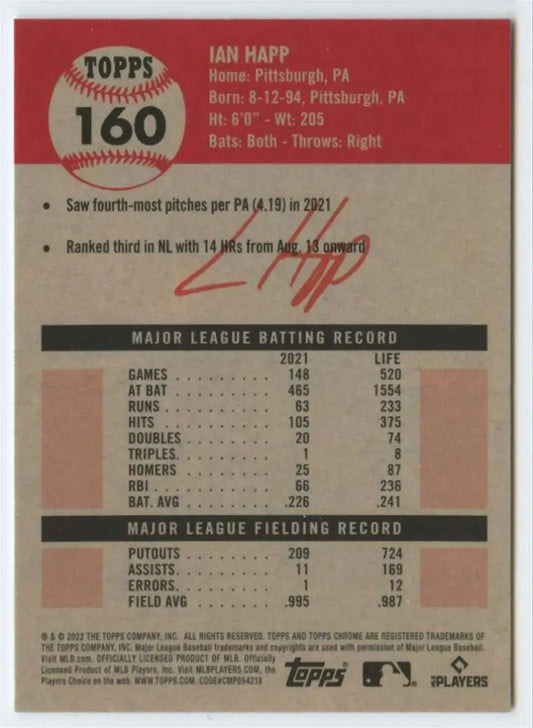 TOPPS
160
IAN HAPP
Home: Pittsburgh, PA
Born: 8-12-94, Pittsburgh, PA
Ht: 6'0" - Wt: 205
Bats: Both - Throws: Right
• Saw fourth-most pitches per PA (4.19) in 2021
• Ranked third in NL with 14 HRs from Aug. 13 onward
I Happ
MAJOR LEAGUE BATTING RECORD
2021 LIFE
GAMES . . . . . . . . . 148 520
AT BAT . . . . . . . . . 465 1554
RUNS . . . . . . . . . . 63 233
HITS . . . . . . . . . . 105 375
DOUBLES . . . . . . . . 20 74
TRIPLES. . . . . . . . . 1 8
HOMERS . . . . . . . . 25 87
RBI . . . . . . . . . . . 66 236
BAT. AVG . . . . . . . . .226 .241
MAJOR LEAGUE FIELDING RECORD
PUTOUTS . . . . . . . . 209 724
ASSISTS. . . . . . . . . 11 169
ERRORS. . . . . . . . . 1 12
FIELD AVG . . . . . . . .995 .987
® & © 2022 THE TOPPS COMPANY, INC. ALL RIGHTS RESERVED. TOPPS AND TOPPS CHROME ARE REGISTERED TRADEMARKS OF
THE TOPPS COMPANY, INC. Major League Baseball trademarks and copyrights are used with permission of Major League Baseball.
Visit MLB.com. OFFICIALLY LICENSED PRODUCT OF MLB. Officially
Licensed Product of MLB Players, Inc. Visit MLBPLAYERS.COM, the
Players Choice on the web. WWW.TOPPS.COM. CODE#CMP054218
Topps
PLAYERS